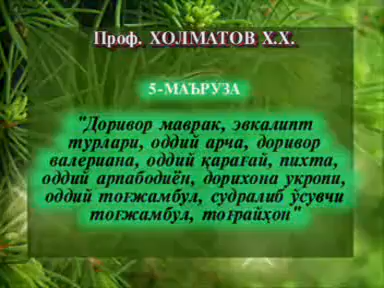 Проф. ХОЛМАТОВ Х.Х.
5-МАЪРУЗА
"Доривор маврак, эвкалипт
турлари, оддий арча, доривор
валериана, оддий қарағай, пихта,
оддий арпабодиён, дорихона укропи,
оддий тоғжамбул, судралиб ўсувчи
тоғжамбул, тоғрайҳон"